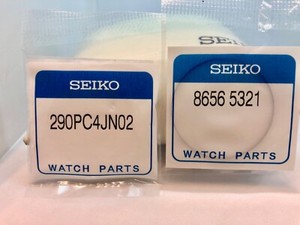 SEIKO
290PC4JN02
WATCH PARTS
SEIKO
8656 5321
WATCH PARTS